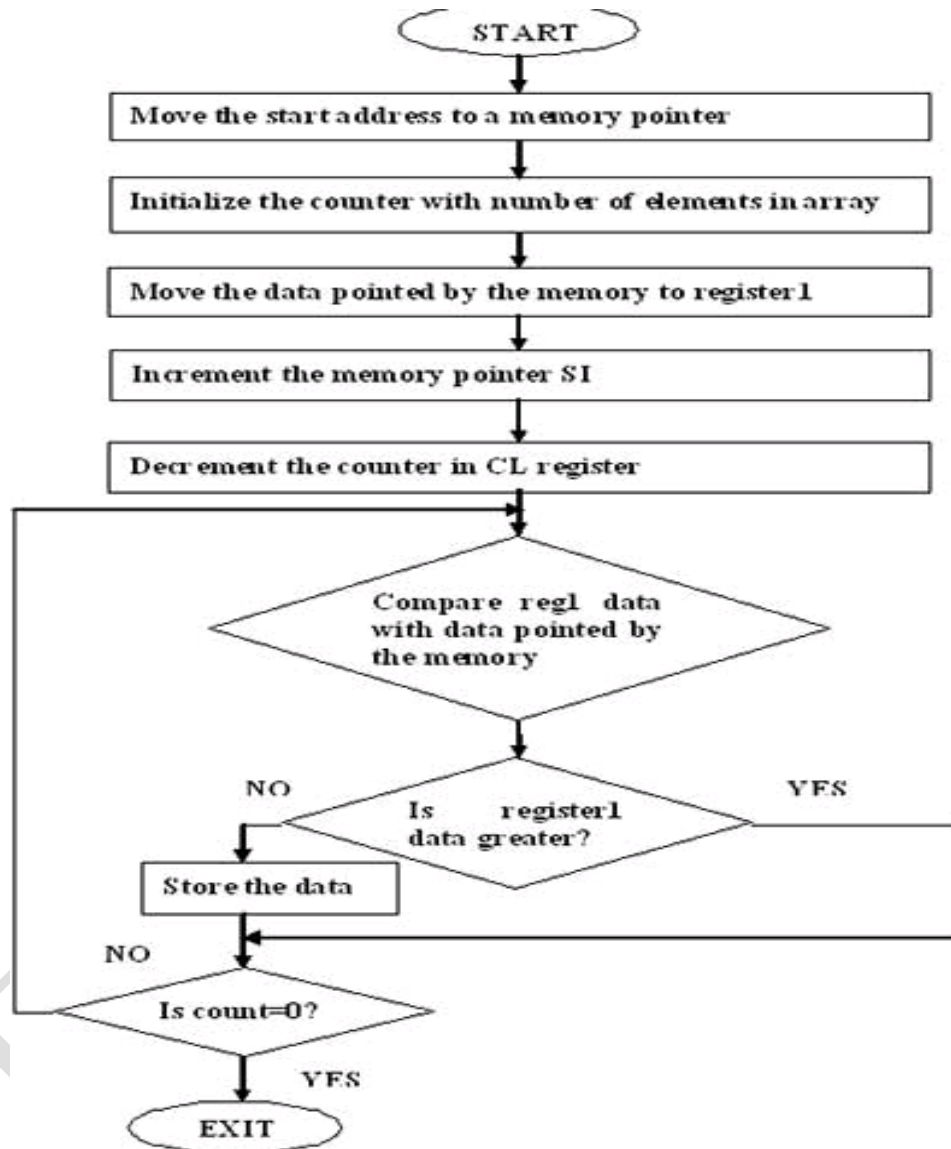 START
Move the start address to a memory pointer
Initialize the counter with number of elements in array
Move the data pointed by the memory to register1
Increment the memory pointer SI
Decrement the counter in CL register
Compare reg1 data
with data pointed by
the memory
NO
YES
Is register1
data greater?
Store the data
NO
Is count=0?
YES
EXIT